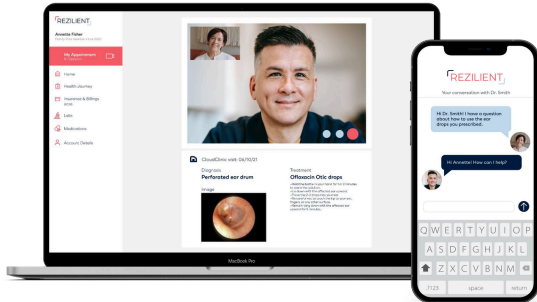 REZILIENT
Annette Fisher
My Appointment
Home
Health Journey
Insurance & Billings
Labs
Medications
Account Details
CloudClinic visit: 06/10/21
Diagnosis
Perforated ear drum
Image
Treatment
Ofloxacin Otic drops
MacBook Pro
REZILIENT
Your conversation with Dr. Smith
Hi Dr. Smith! I have a question
about how to use the ear
drops you prescribed.
Hi Annette! How can I help?
Q W E R T Y U I O P
A S D F G H J K L
Z X C V B N M
.?123 space return